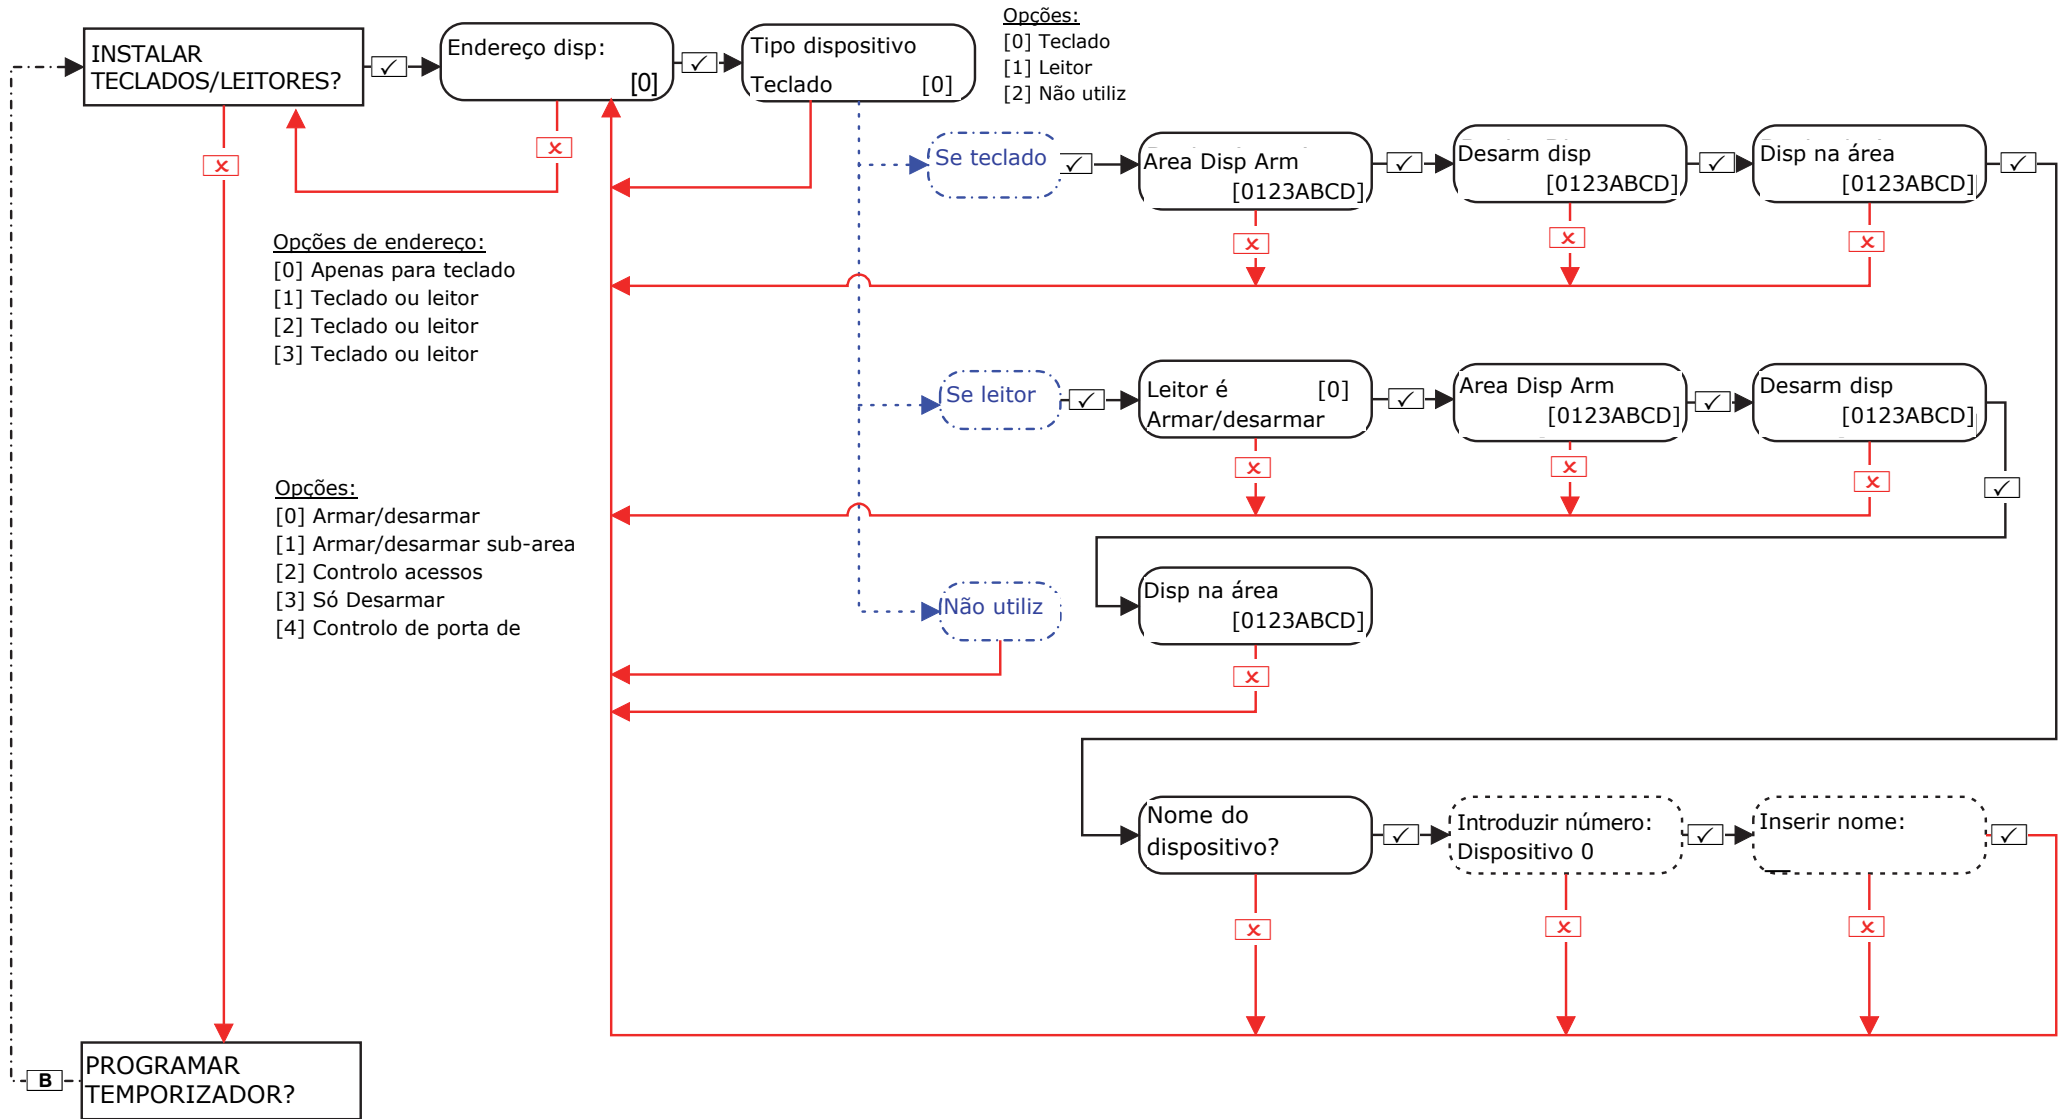 INSTALAR
TECLADOS/LEITORES?
Endereço disp:
[0]
Tipo dispositivo
Teclado [0]
Opções:
[0] Teclado
[1] Leitor
[2] Não utiliz
Se teclado
Area Disp Arm
[0123ABCD]
Desarm disp
[0123ABCD]
Disp na área
[0123ABCD]
Opções de endereço:
[0] Apenas para teclado
[1] Teclado ou leitor
[2] Teclado ou leitor
[3] Teclado ou leitor
Se leitor
Leitor é [0]
Armar/desarmar
Area Disp Arm
[0123ABCD]
Desarm disp
[0123ABCD]
Opções:
[0] Armar/desarmar
[1] Armar/desarmar sub-area
[2] Controlo acessos
[3] Só Desarmar
[4] Controlo de porta de
Não utiliz
Disp na área
[0123ABCD]
Nome do
dispositivo?
Introduzir número:
Dispositivo 0
Inserir nome:
B
PROGRAMAR
TEMPORIZADOR?